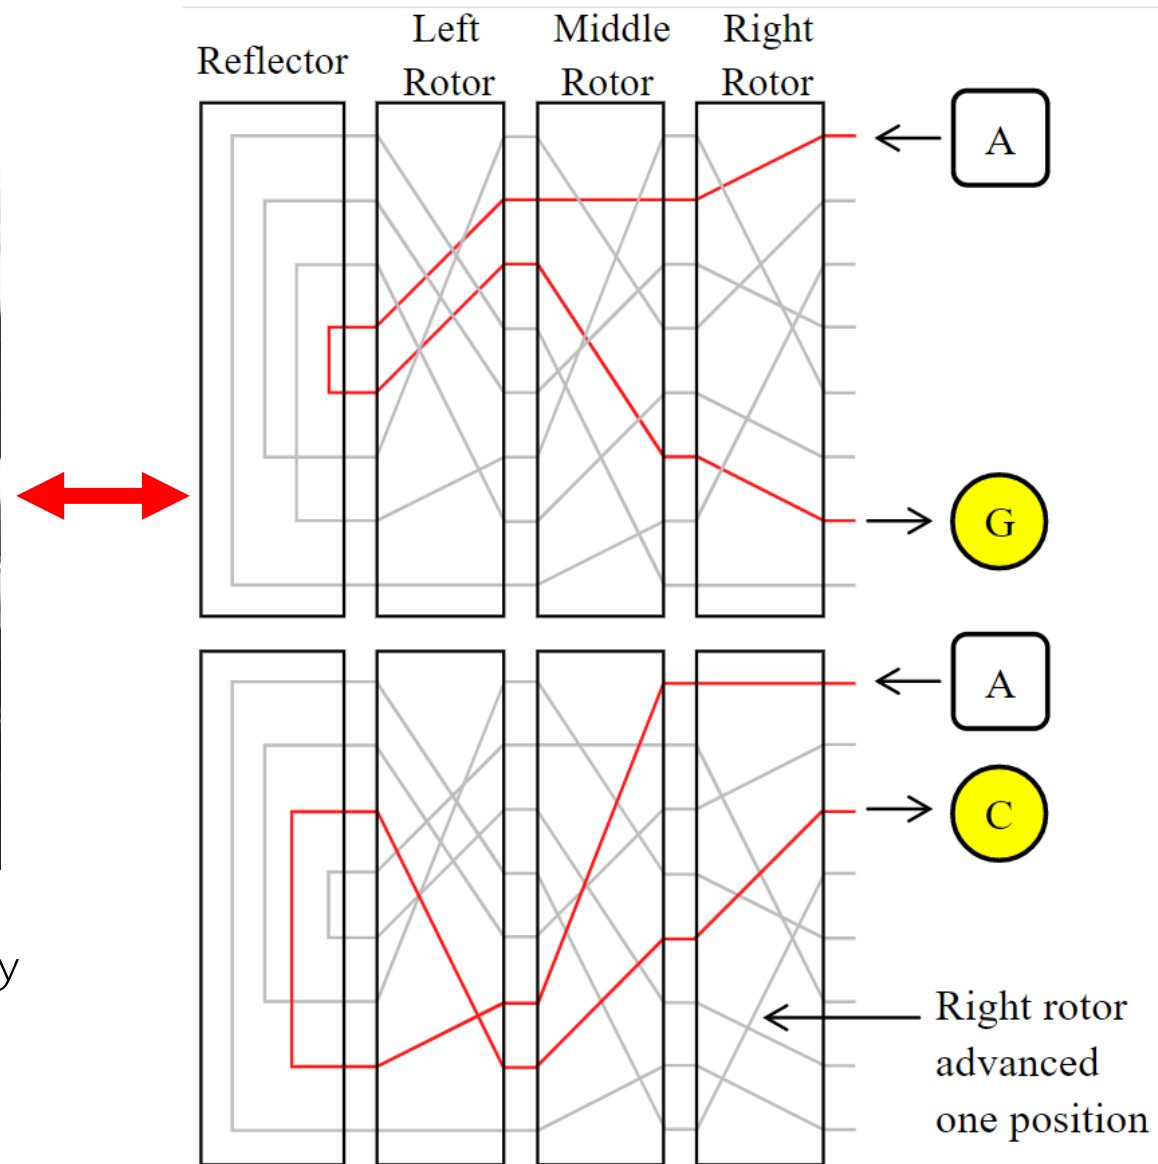 Reflector
Left
Rotor
Middle
Rotor
Right
Rotor
A
G
A
C
y
Right rotor
advanced
one position